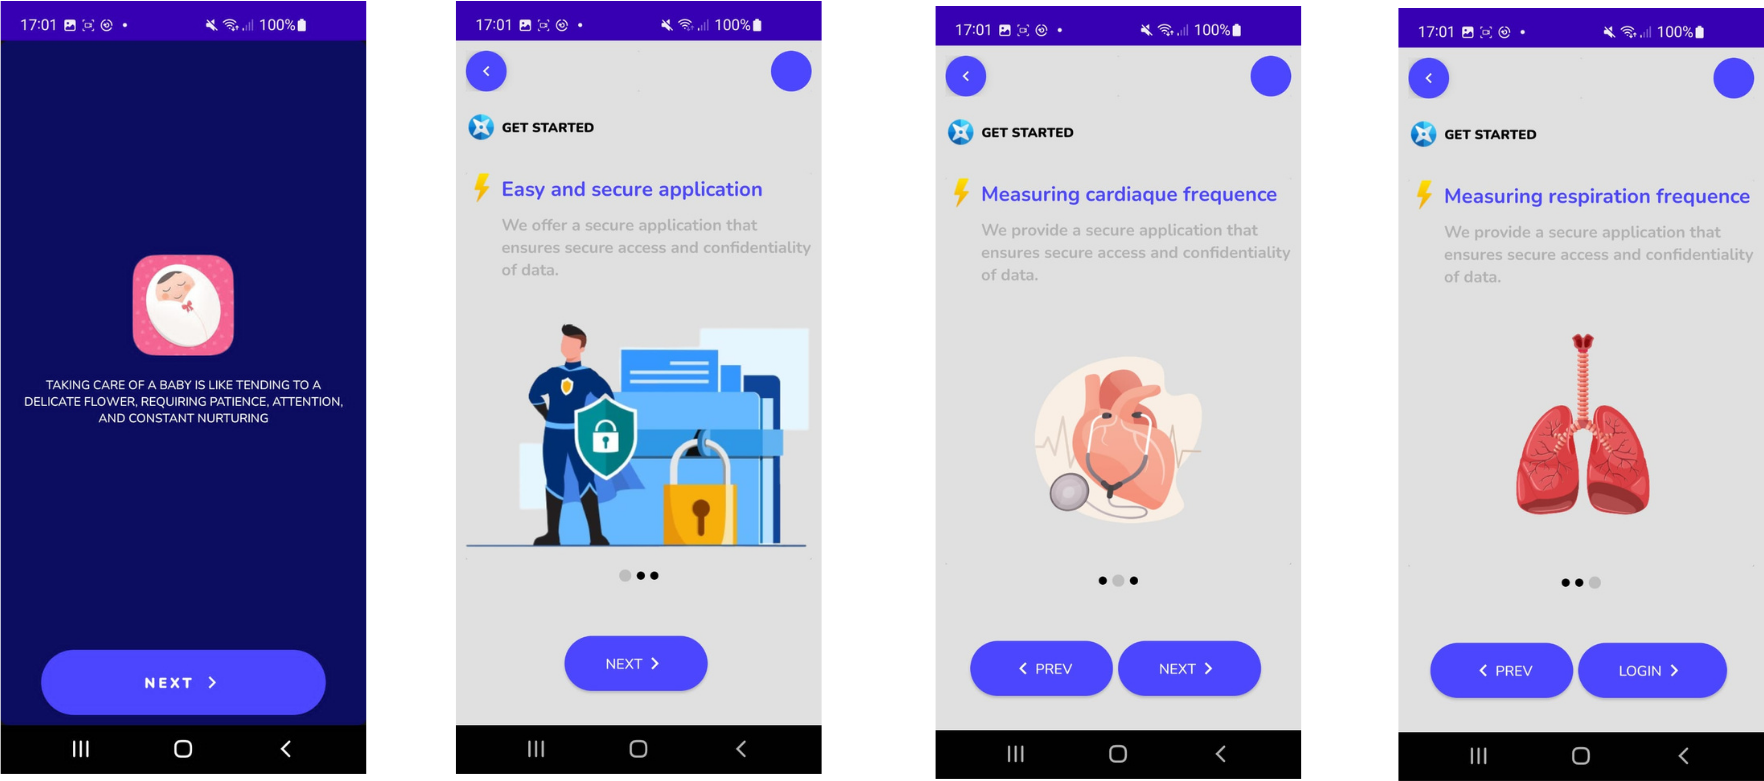 17:01 100%
TAKING CARE OF A BABY IS LIKE TENDING TO A
DELICATE FLOWER, REQUIRING PATIENCE, ATTENTION,
AND CONSTANT NURTURING
NEXT
17:01 100%
GET STARTED
Easy and secure application
We offer a secure application that
ensures secure access and confidentiality
of data.
NEXT
17:01 100%
GET STARTED
Measuring cardiaque frequence
We provide a secure application that
ensures secure access and confidentiality
of data.
PREV NEXT
17:01 100%
GET STARTED
Measuring respiration frequence
We provide a secure application that
ensures secure access and confidentiality
of data.
PREV LOGIN